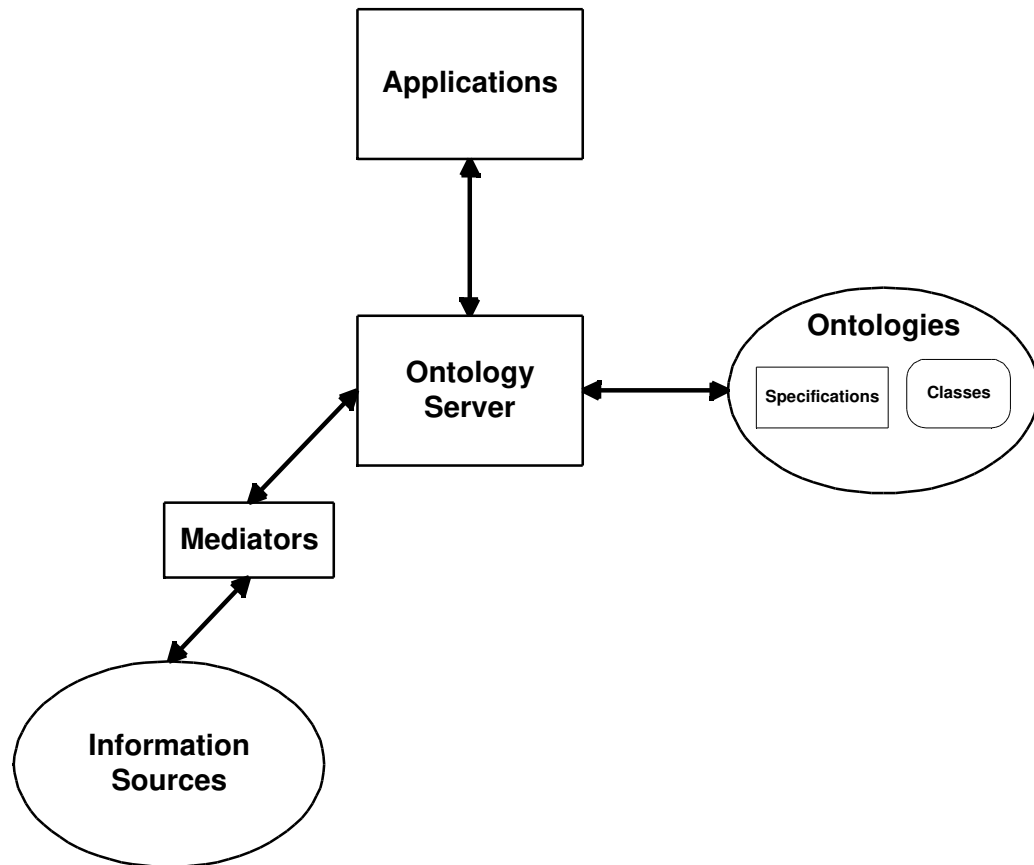 Applications
Ontology
Server
Ontologies
Specifications
Classes
Mediators
Information
Sources